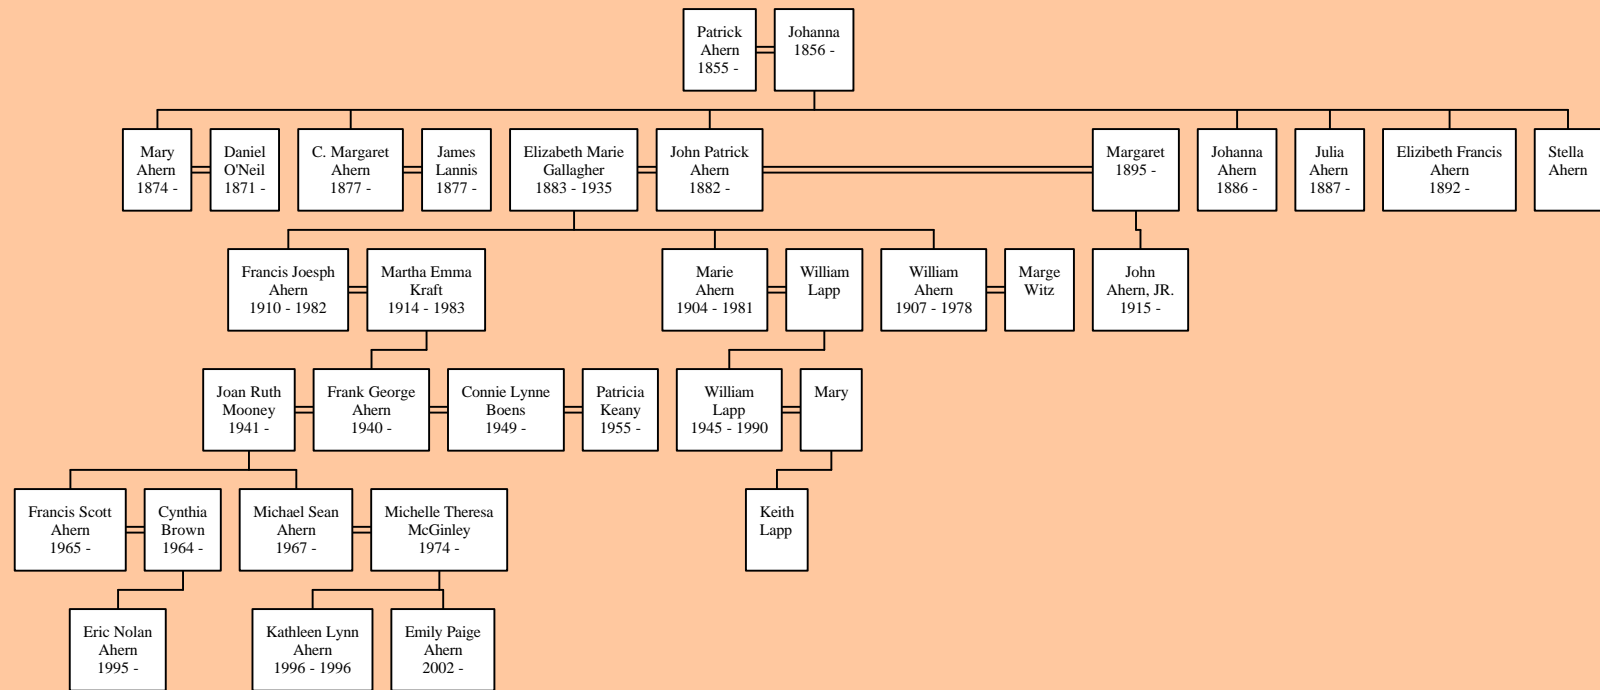 Patrick
Ahern
1855 -
Johanna
1856 -
Mary
Ahern
1874 -
Daniel
O'Neil
1871 -
C. Margaret
Ahern
1877 -
James
Lannis
1877 -
Elizabeth Marie
Gallagher
1883 - 1935
John Patrick
Ahern
1882 -
Margaret
1895 -
Johanna
Ahern
1886 -
Julia
Ahern
1887 -
Elizibeth Francis
Ahern
1892 -
Stella
Ahern
Francis Joesph
Ahern
1910 - 1982
Martha Emma
Kraft
1914 - 1983
Marie
Ahern
1904 - 1981
William
Lapp
William
Ahern
1907 - 1978
Marge
Witz
John
Ahern, JR.
1915 -
Joan Ruth
Mooney
1941 -
Frank George
Ahern
1940 -
Connie Lynne
Boens
1949 -
Patricia
Keany
1955 -
William
Lapp
1945 - 1990
Mary
Francis Scott
Ahern
1965 -
Cynthia
Brown
1964 -
Michael Sean
Ahern
1967 -
Michelle Theresa
McGinley
1974 -
Keith
Lapp
Eric Nolan
Ahern
1995 -
Kathleen Lynn
Ahern
1996 - 1996
Emily Paige
Ahern
2002 -